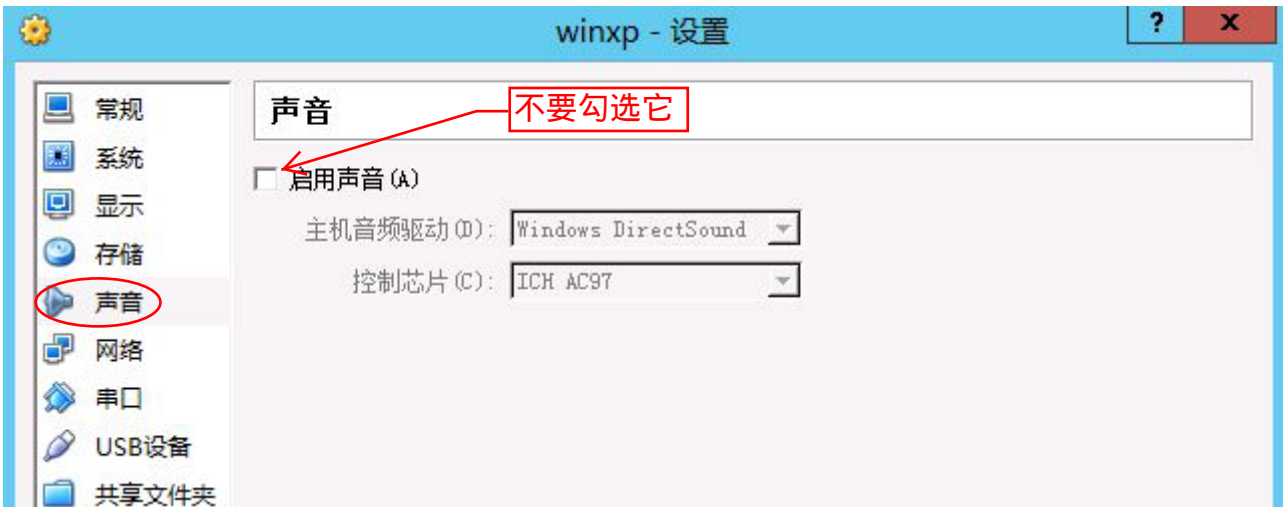 winxp - 设置
? x
常规
系统
显示
存储
声音
网络
串口
USB设备
共享文件夹
声音
不要勾选它
启用声音(A)
主机音频驱动(D): Windows DirectSound
控制芯片(C): ICH AC97